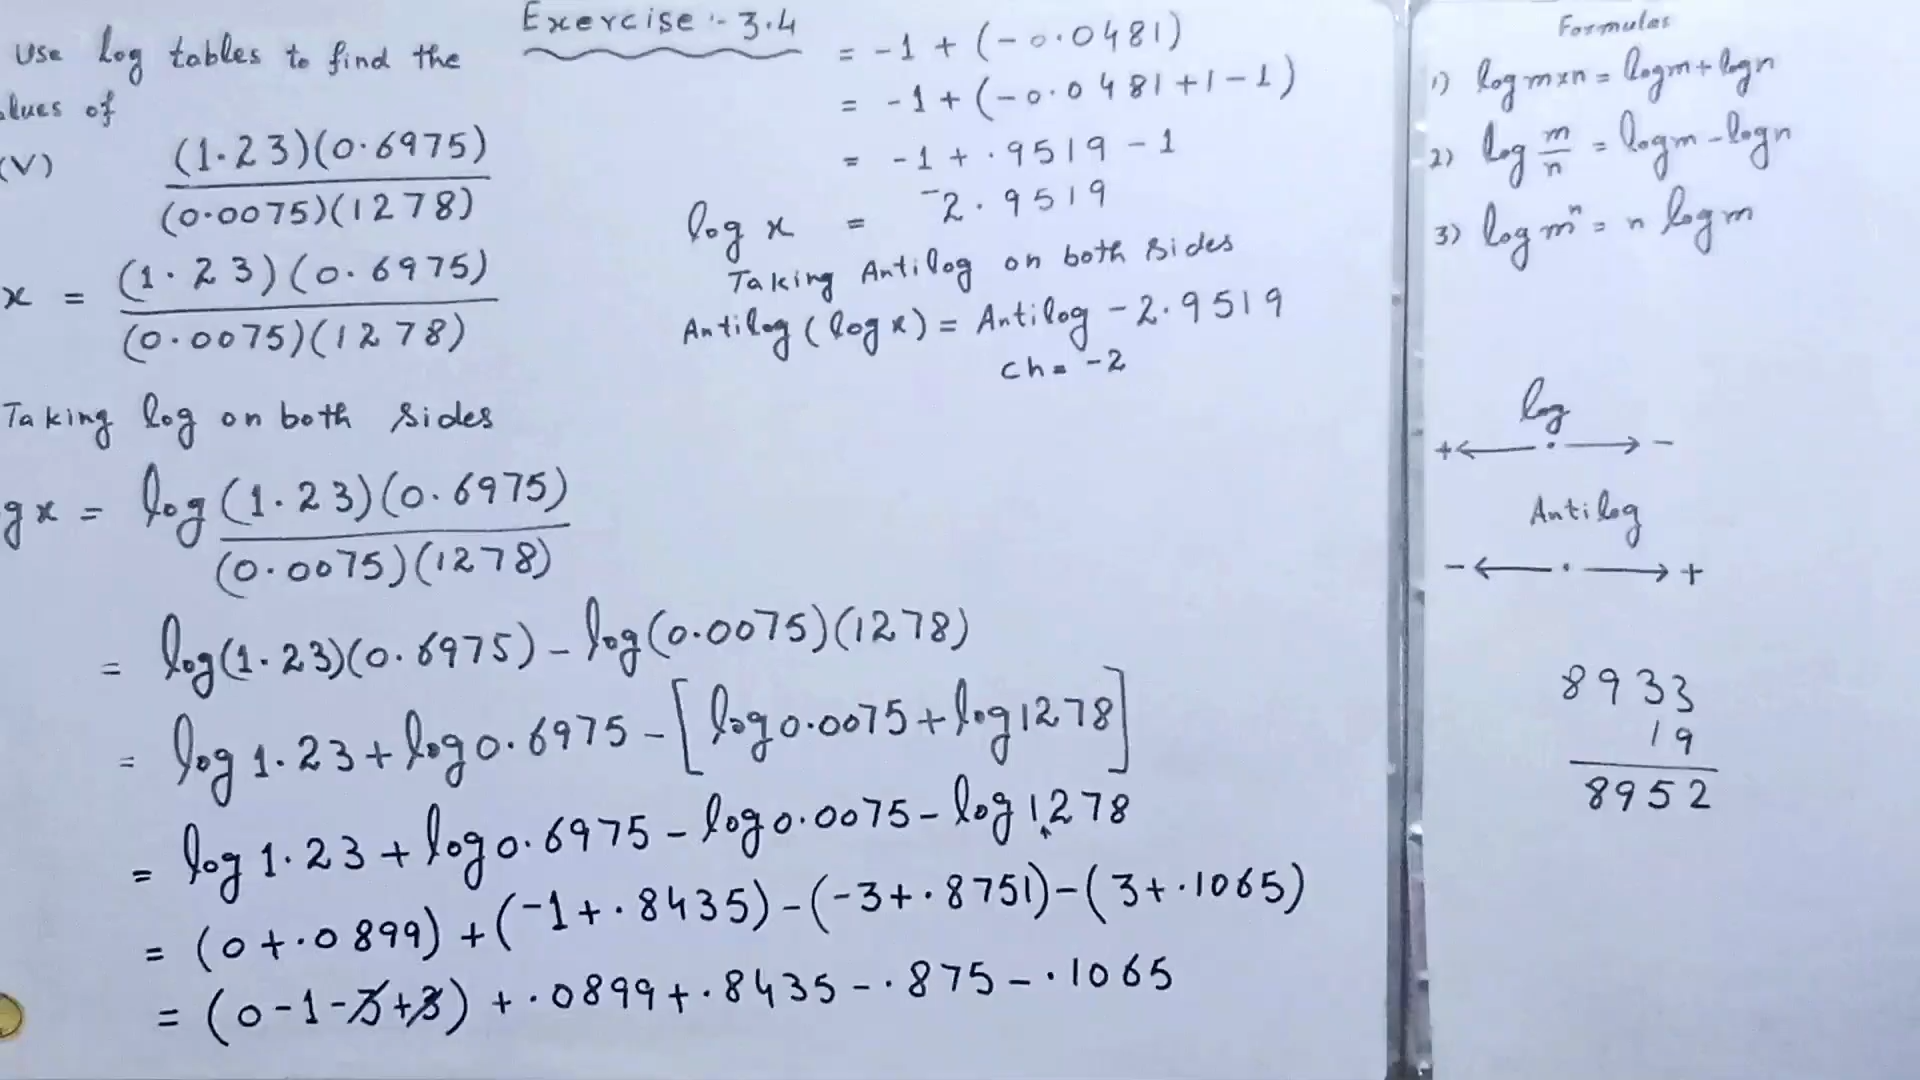 Exercise :- 3.4
Use log tables to find the
lues of
(V) (1.23)(0.6975)
(0.0075)(1278)
x = (1.23)(0.6975)
(0.0075)(1278)
Taking log on both sides
g x = log (1.23)(0.6975)
(0.0075)(1278)
= log(1.23)(0.6975) - log(0.0075)(1278)
= log 1.23 + log 0.6975 - [log 0.0075 + log 1278]
= log 1.23 + log 0.6975 - log 0.0075 - log 1278
= (0 + .0899) + (-1 + .8435) - (-3 + .8751) - (3 + .1065)
= (0 - 1 - 3 + 3) + .0899 + .8435 - .875 - .1065
= -1 + (-0.0481)
= -1 + (-0.0481 + 1 - 1)
= -1 + .9519 - 1
log x = -2.9519
Taking Antilog on both sides
Antilog (log x) = Antilog -2.9519
Ch = -2
Formulas
1) log m×n = log m + log n
2) log m/n = log m - log n
3) log mⁿ = n log m
log
+ ← . → -
Antilog
- ← . → +
8933
19
8952